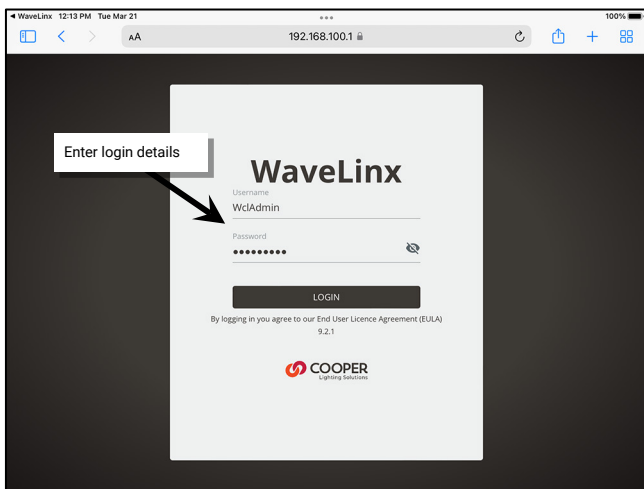 WaveLinx 12:13 PM Tue Mar 21
100%
AA
192.168.100.1
Enter login details
WaveLinx
Username
WclAdmin
Password
•••••••••
LOGIN
By logging in you agree to our End User Licence Agreement (EULA)
9.2.1
COOPER
Lighting Solutions